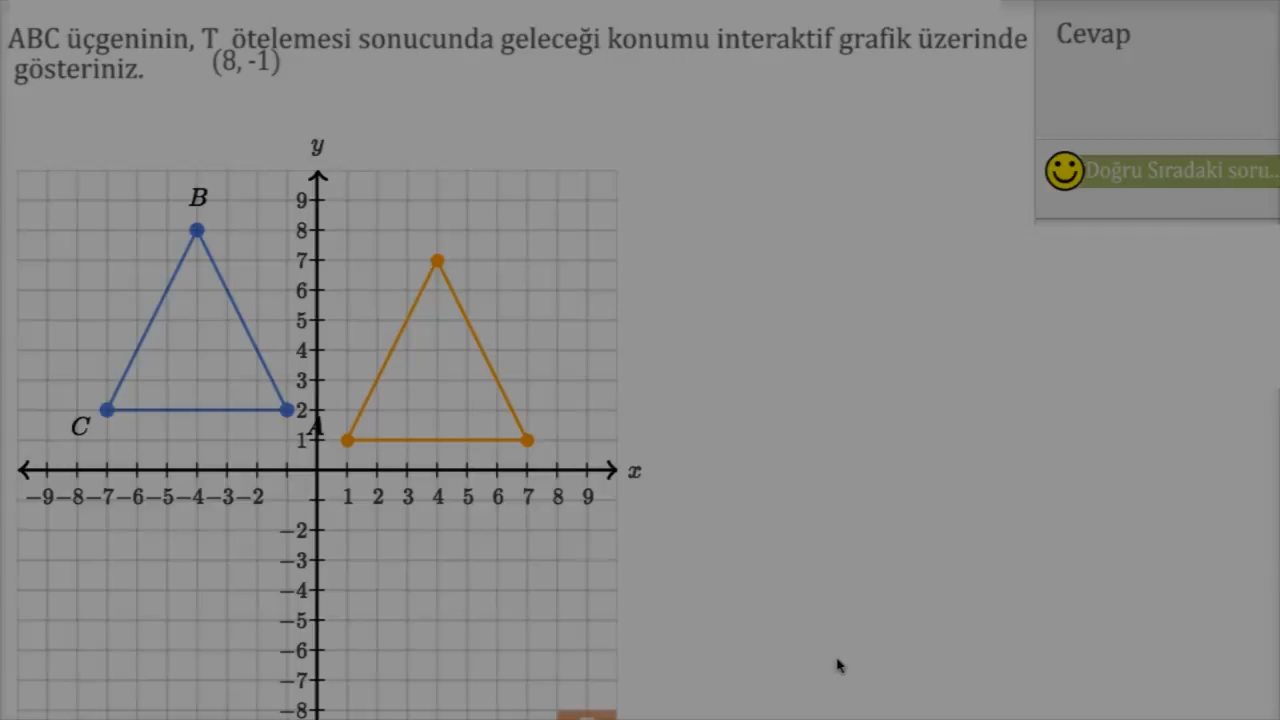 ABC üçgeninin, T ötelemesi sonucunda geleceği konumu interaktif grafik üzerinde
(8, -1)
gösteriniz.
Cevap
Doğru Sıradaki soru..
y
B
9
8
7
6
5
4
3
2
1
C
A
x
−9−8−7−6−5−4−3−2
1 2 3 4 5 6 7 8 9
−2
−3
−4
−5
−6
−7
−8